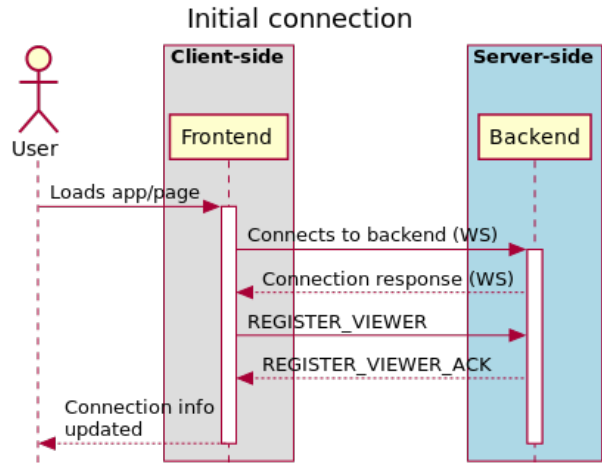 Initial connection
Client-side
Server-side
User
Frontend
Backend
Loads app/page
Connects to backend (WS)
Connection response (WS)
REGISTER_VIEWER
REGISTER_VIEWER_ACK
Connection info
updated